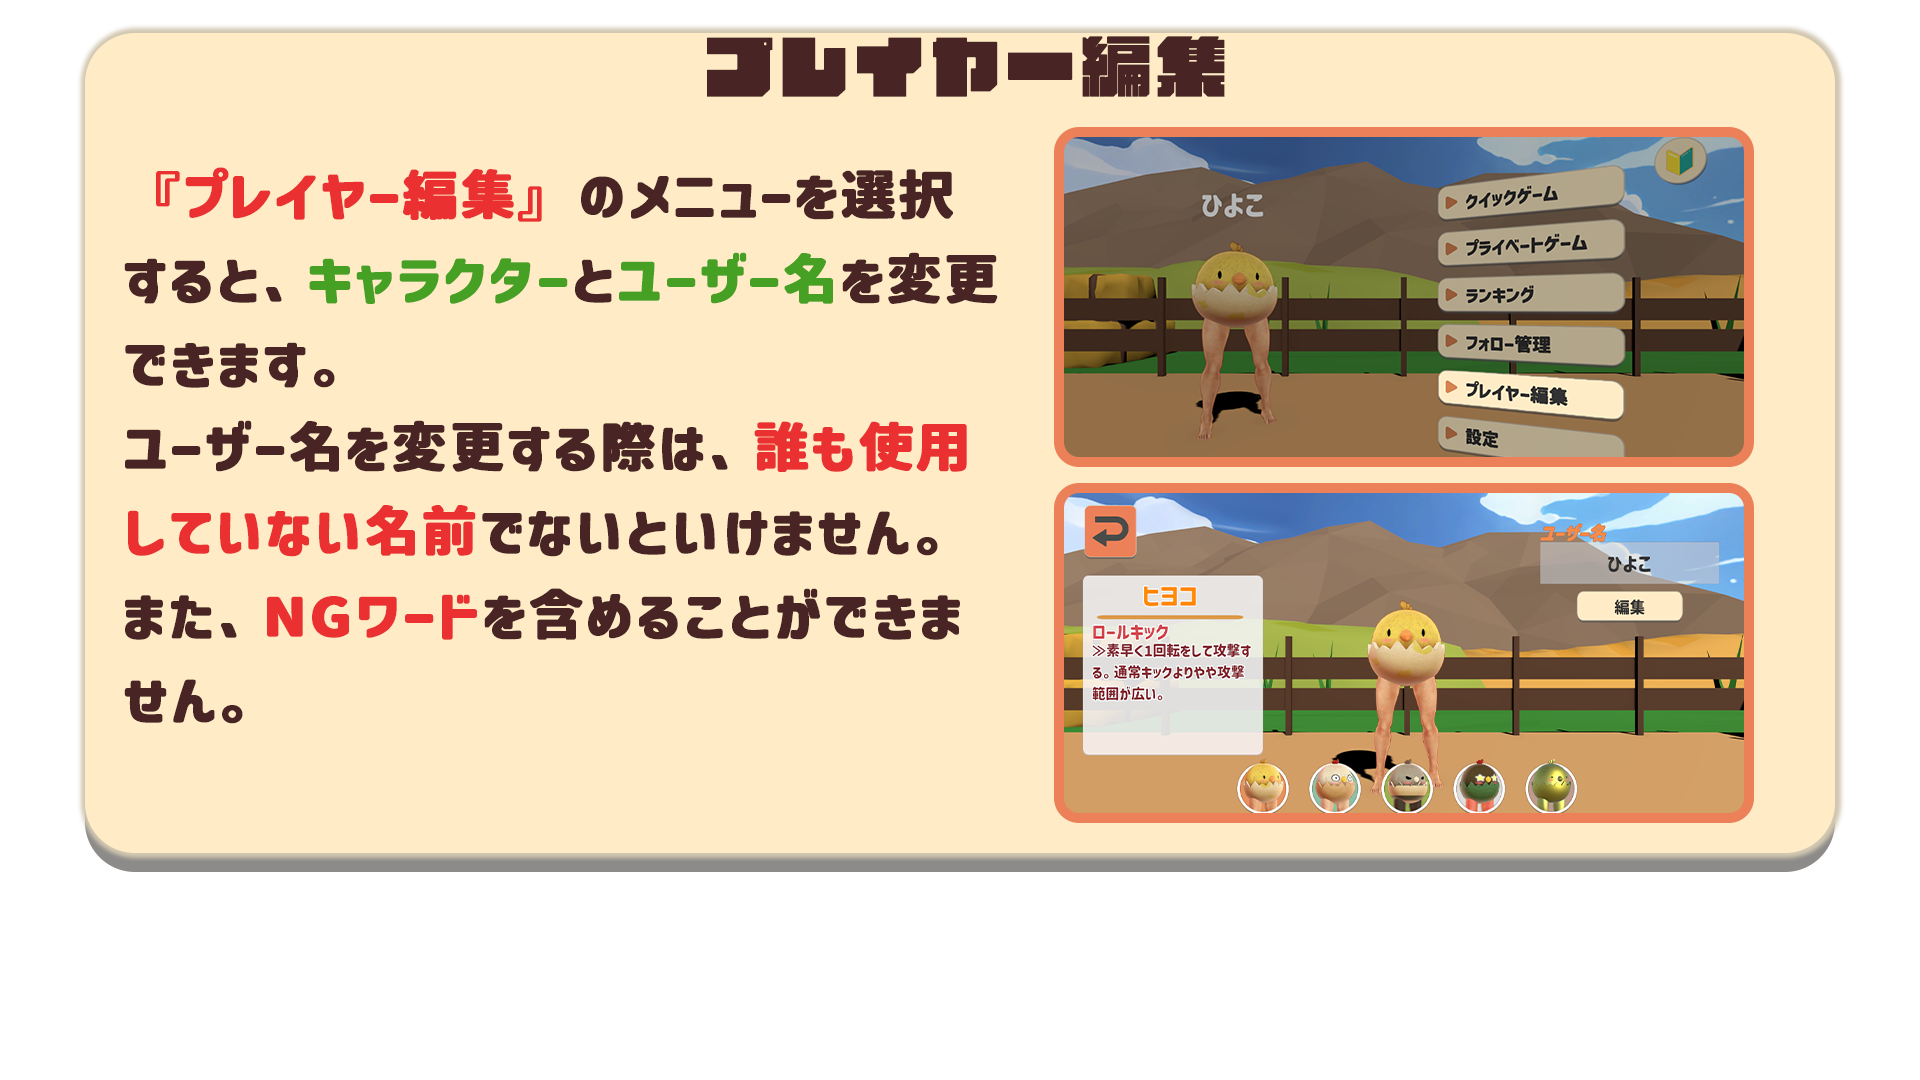 プレイヤー編集
『プレイヤー編集』のメニューを選択
すると、キャラクターとユーザー名を変更
できます。
ユーザー名を変更する際は、誰も使用
していない名前でないといけません。
また、NGワードを含めることができま
せん。
ひよこ
クイックゲーム
プライベートゲーム
ランキング
フォロー管理
プレイヤー編集
設定
ユーザー名
ひよこ
編集
ヒヨコ
ロールキック
≫素早く1回転をして攻撃す
る。通常キックよりやや攻撃
範囲が広い。